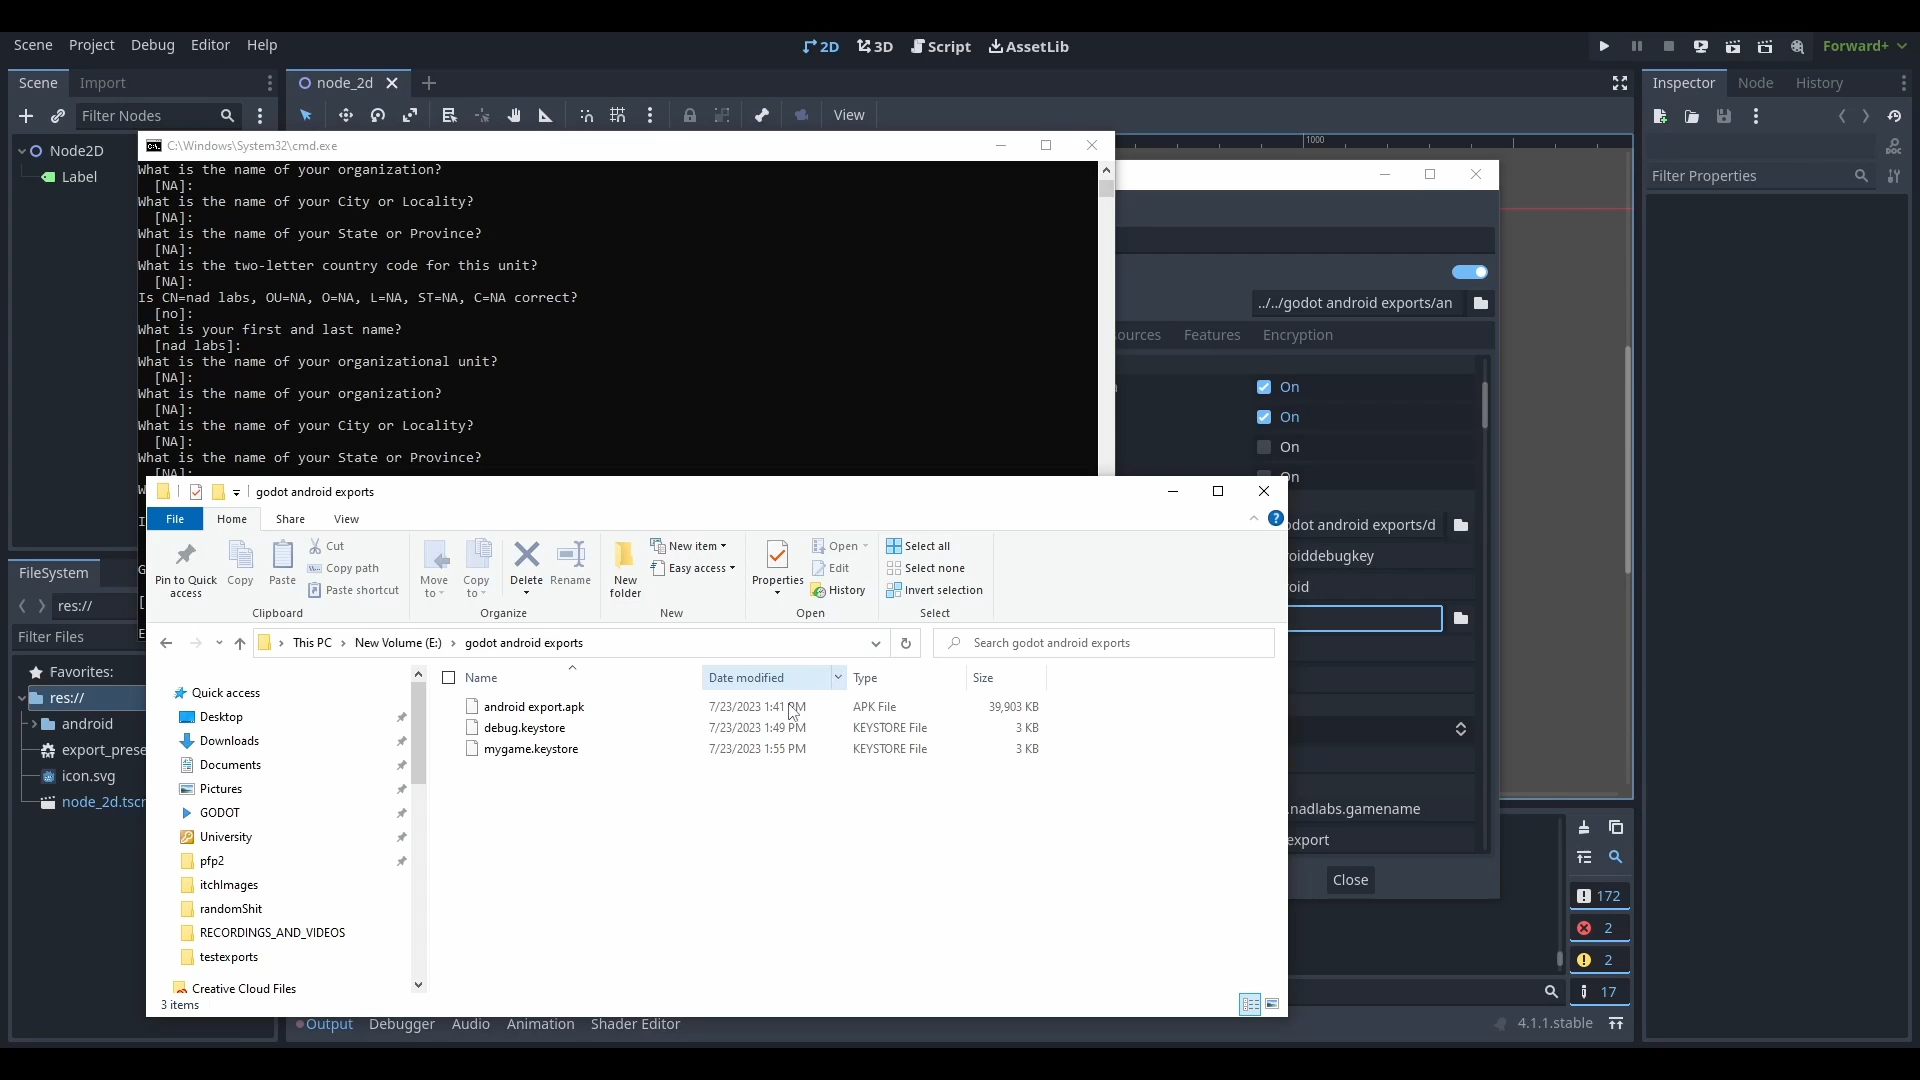 Scene Project Debug Editor Help
2D 3D Script AssetLib
Forward+
Scene Import
node_2d
Inspector Node History
Filter Nodes
View
Node2D
Label
1000
Filter Properties
C:\Windows\System32\cmd.exe
What is the name of your organization?
[NA]:
What is the name of your City or Locality?
[NA]:
What is the name of your State or Province?
[NA]:
What is the two-letter country code for this unit?
[NA]:
Is CN=nad labs, OU=NA, O=NA, L=NA, ST=NA, C=NA correct?
[no]:
What is your first and last name?
[nad labs]:
What is the name of your organizational unit?
[NA]:
What is the name of your organization?
[NA]:
What is the name of your City or Locality?
[NA]:
What is the name of your State or Province?
[NA]:
../../godot android exports/an
ources Features Encryption
On
On
On
On
odot android exports/d
oiddebugkey
oid
.nadlabs.gamename
export
Close
godot android exports
File Home Share View
Pin to Quick access
Copy
Paste
Cut
Copy path
Paste shortcut
Clipboard
Move to
Copy to
Delete
Rename
Organize
New folder
New item
Easy access
New
Properties
Open
Edit
History
Open
Select all
Select none
Invert selection
Select
This PC > New Volume (E:) > godot android exports
Search godot android exports
Name Date modified Type Size
android export.apk 7/23/2023 1:41 PM APK File 39,903 KB
debug.keystore 7/23/2023 1:49 PM KEYSTORE File 3 KB
mygame.keystore 7/23/2023 1:55 PM KEYSTORE File 3 KB
Quick access
Desktop
Downloads
Documents
Pictures
GODOT
University
pfp2
itchImages
randomShit
RECORDINGS_AND_VIDEOS
testexports
Creative Cloud Files
3 items
FileSystem
res://
Filter Files
Favorites:
res://
android
export_prese
icon.svg
node_2d.tscr
172
2
2
17
Output Debugger Audio Animation Shader Editor
4.1.1.stable